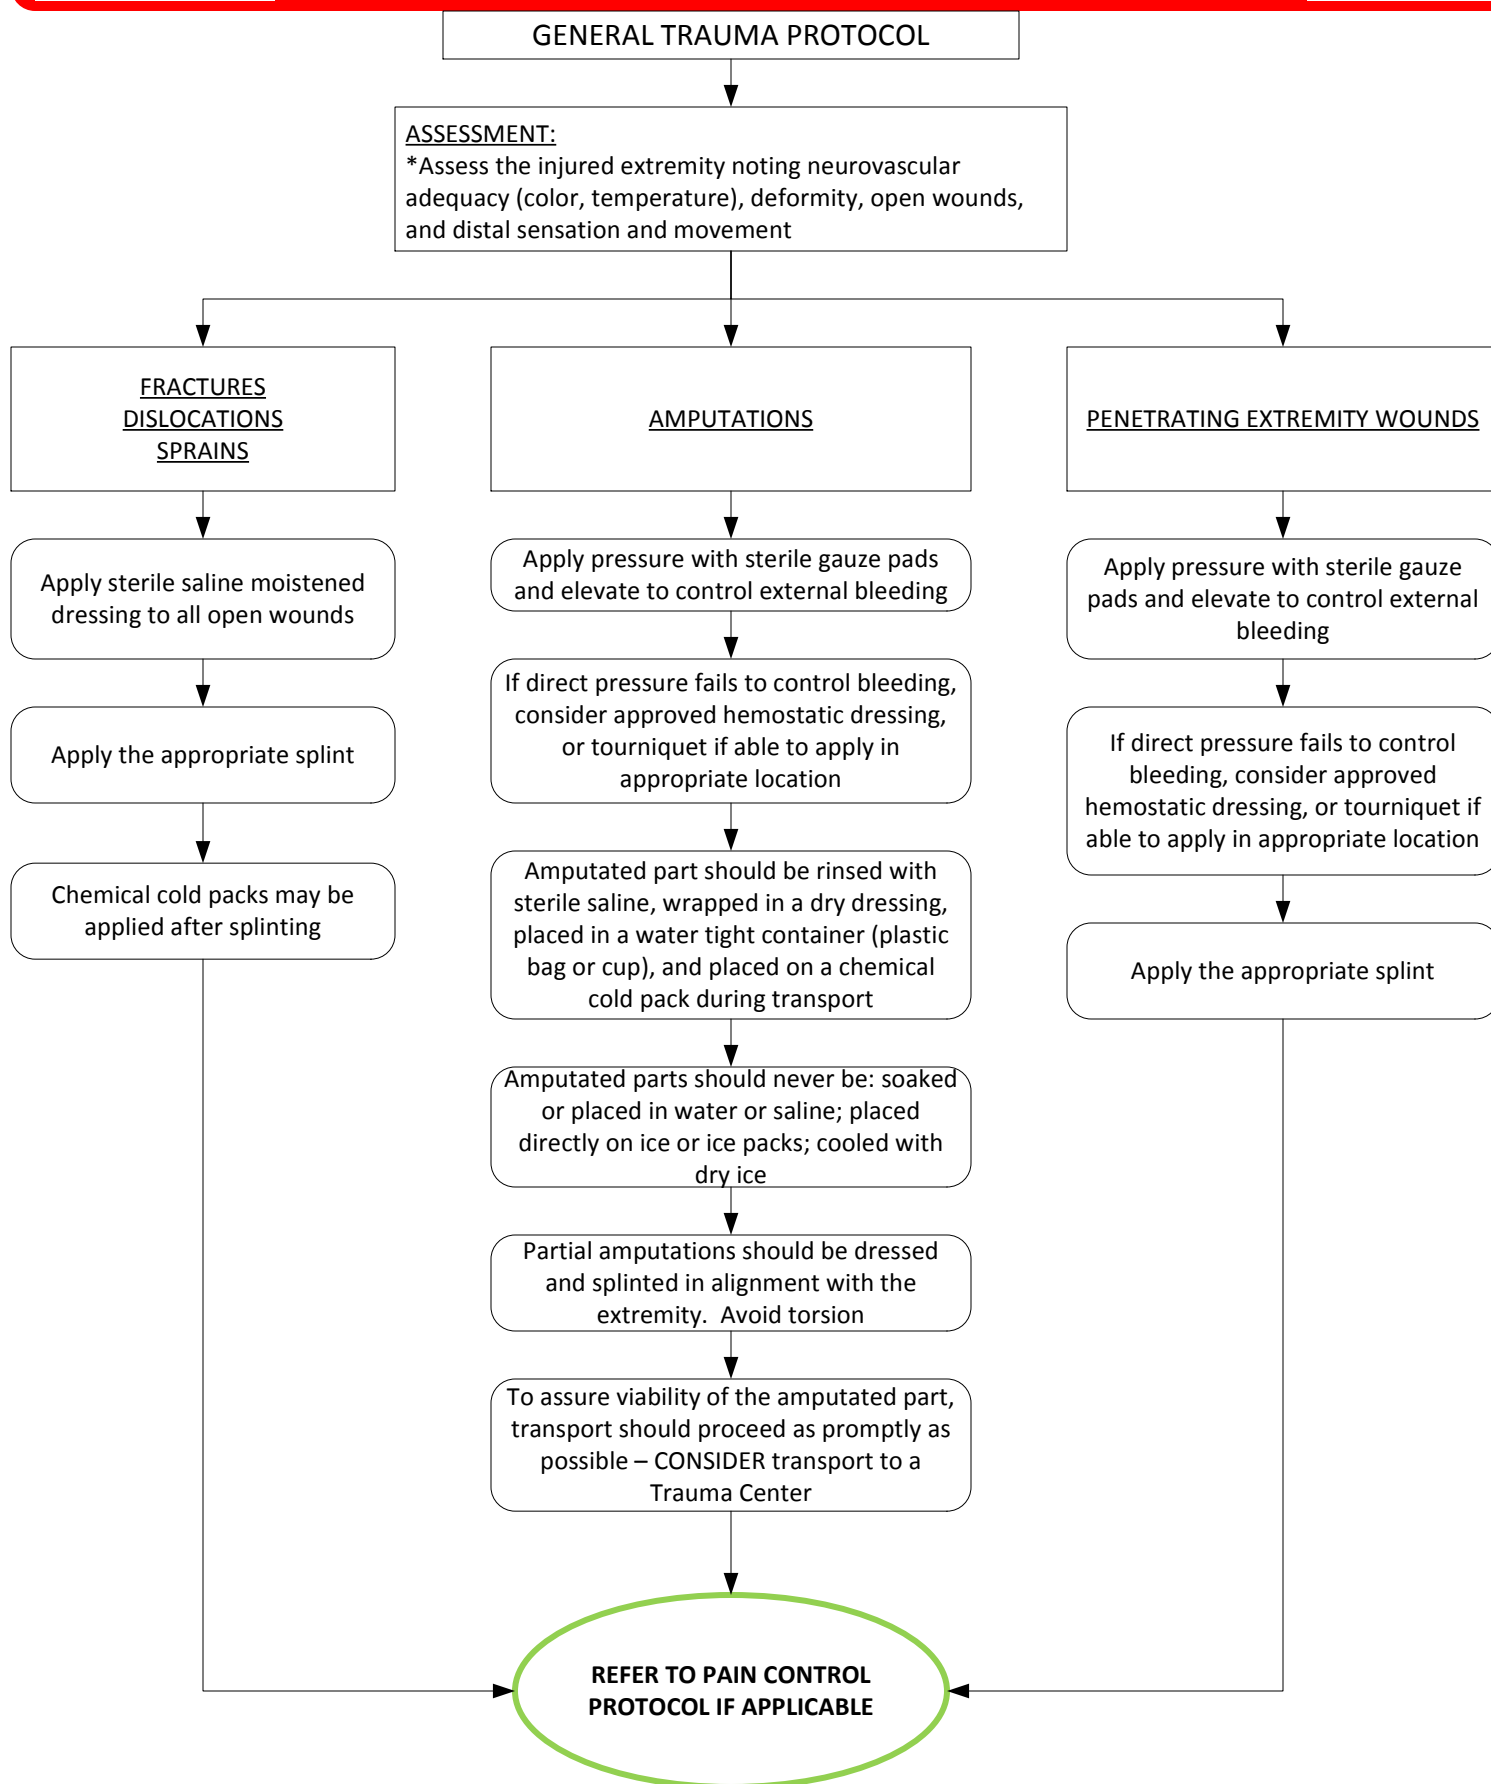 GENERAL TRAUMA PROTOCOL
ASSESSMENT:
*Assess the injured extremity noting neurovascular
adequacy (color, temperature), deformity, open wounds,
and distal sensation and movement
FRACTURES
DISLOCATIONS
SPRAINS
Apply sterile saline moistened
dressing to all open wounds
Apply the appropriate splint
Chemical cold packs may be
applied after splinting
AMPUTATIONS
Apply pressure with sterile gauze pads
and elevate to control external bleeding
If direct pressure fails to control bleeding,
consider approved hemostatic dressing,
or tourniquet if able to apply in
appropriate location
Amputated part should be rinsed with
sterile saline, wrapped in a dry dressing,
placed in a water tight container (plastic
bag or cup), and placed on a chemical
cold pack during transport
Amputated parts should never be: soaked
or placed in water or saline; placed
directly on ice or ice packs; cooled with
dry ice
Partial amputations should be dressed
and splinted in alignment with the
extremity.  Avoid torsion
To assure viability of the amputated part,
transport should proceed as promptly as
possible – CONSIDER transport to a
Trauma Center
PENETRATING EXTREMITY WOUNDS
Apply pressure with sterile gauze
pads and elevate to control external
bleeding
If direct pressure fails to control
bleeding, consider approved
hemostatic dressing, or tourniquet if
able to apply in appropriate location
Apply the appropriate splint
REFER TO PAIN CONTROL
PROTOCOL IF APPLICABLE